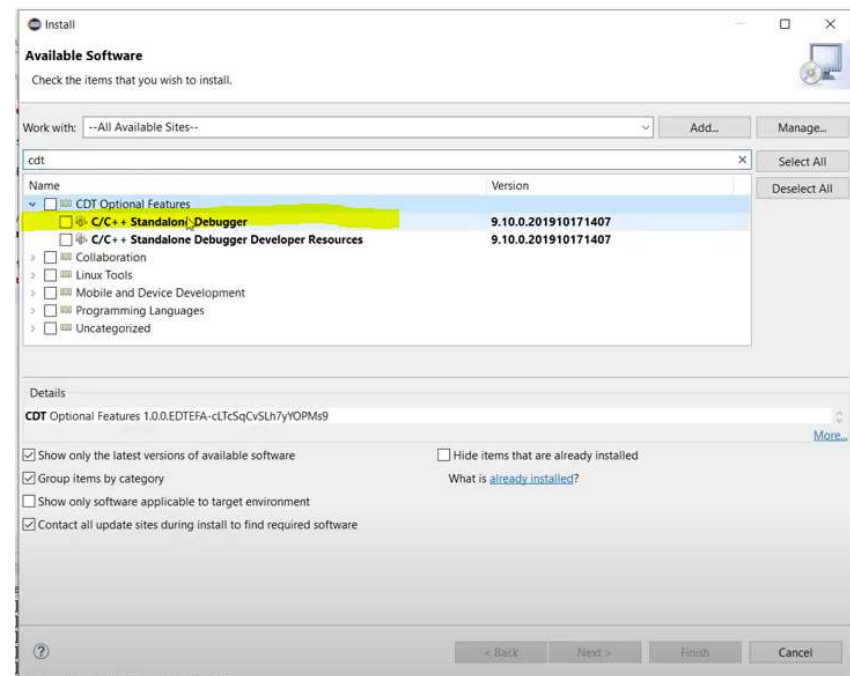 Install
Available Software
Check the items that you wish to install.
Work with: --All Available Sites-- Add... Manage...
cdt Select All
Name Version Deselect All
CDT Optional Features
C/C++ Standalone Debugger 9.10.0.201910171407
C/C++ Standalone Debugger Developer Resources 9.10.0.201910171407
Collaboration
Linux Tools
Mobile and Device Development
Programming Languages
Uncategorized
Details
CDT Optional Features 1.0.0.EDTEFA-cLTcSqCvSLh7yYOPMs9
More...
Show only the latest versions of available software Hide items that are already installed
Group items by category What is already installed?
Show only software applicable to target environment
Contact all update sites during install to find required software
< Back Next > Finish Cancel